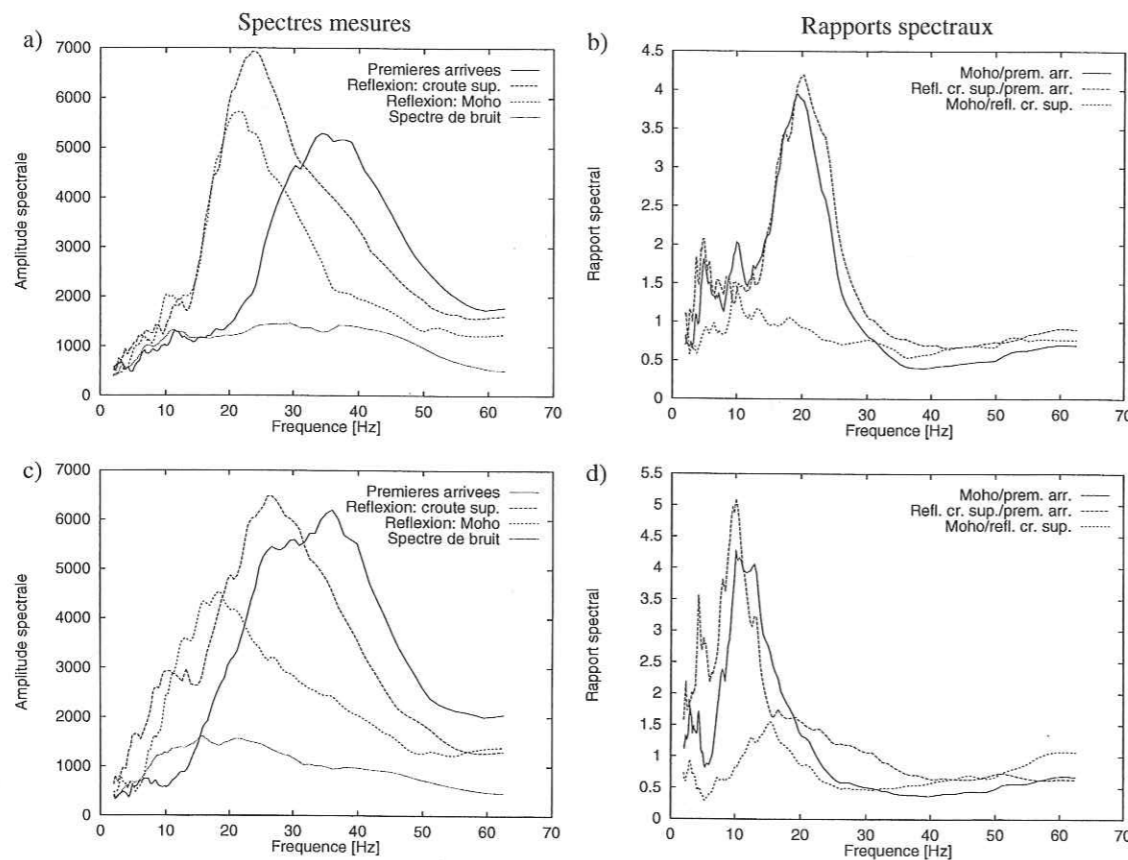 Spectres mesures
Rapports spectraux
a)
7000
6000
5000
4000
3000
2000
1000
0
Amplitude spectrale
Premieres arrivees
Reflexion: croute sup.
Reflexion: Moho
Spectre de bruit
0 10 20 30 40 50 60 70
Frequence [Hz]
b)
4.5
4
3.5
3
2.5
2
1.5
1
0.5
0
Rapport spectral
Moho/prem. arr.
Refl. cr. sup./prem. arr.
Moho/refl. cr. sup.
0 10 20 30 40 50 60 70
Frequence [Hz]
c)
7000
6000
5000
4000
3000
2000
1000
0
Amplitude spectrale
Premieres arrivees
Reflexion: croute sup.
Reflexion: Moho
Spectre de bruit
0 10 20 30 40 50 60 70
Frequence [Hz]
d)
5.5
5
4.5
4
3.5
3
2.5
2
1.5
1
0.5
0
Rapport spectral
Moho/prem. arr.
Refl. cr. sup./prem. arr.
Moho/refl. cr. sup.
0 10 20 30 40 50 60 70
Frequence [Hz]